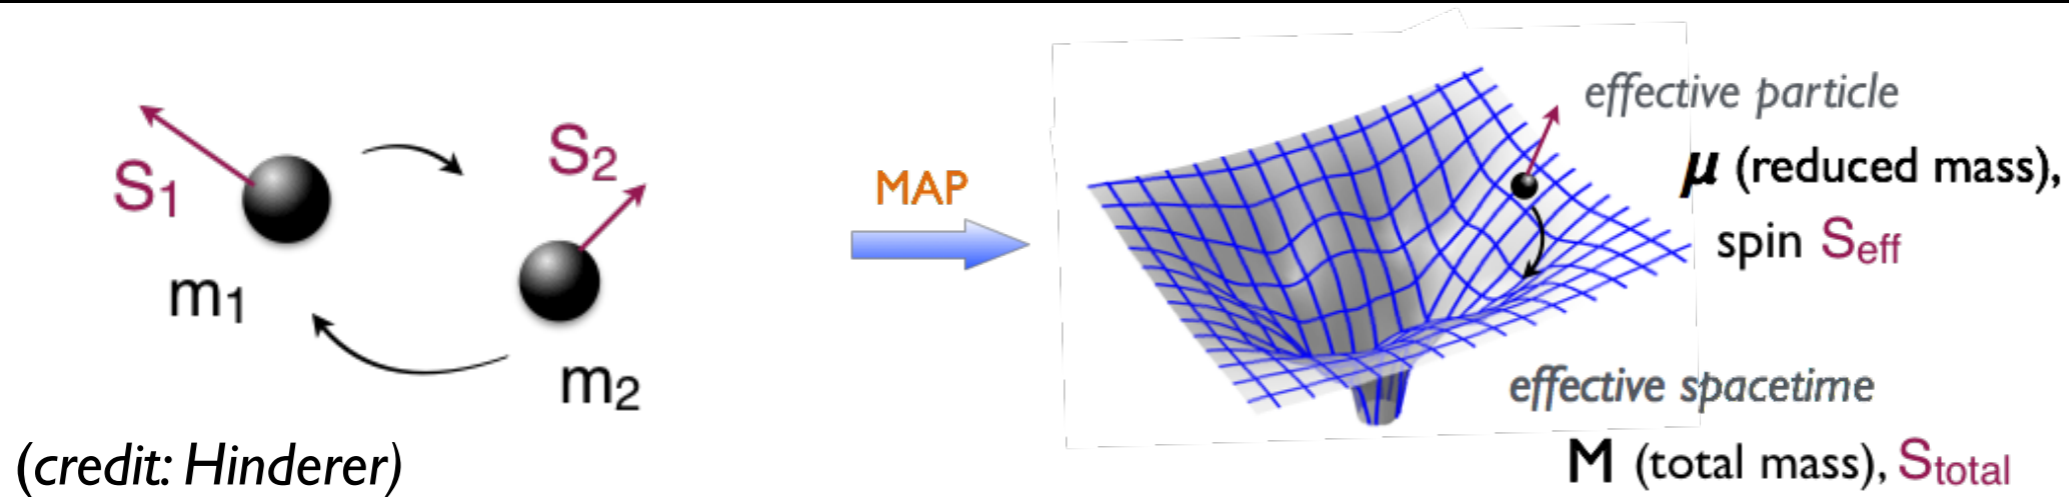 S1
S2
m1
m2
(credit: Hinderer)
MAP
effective particle
μ (reduced mass),
spin Seff
effective spacetime
M (total mass), Stotal